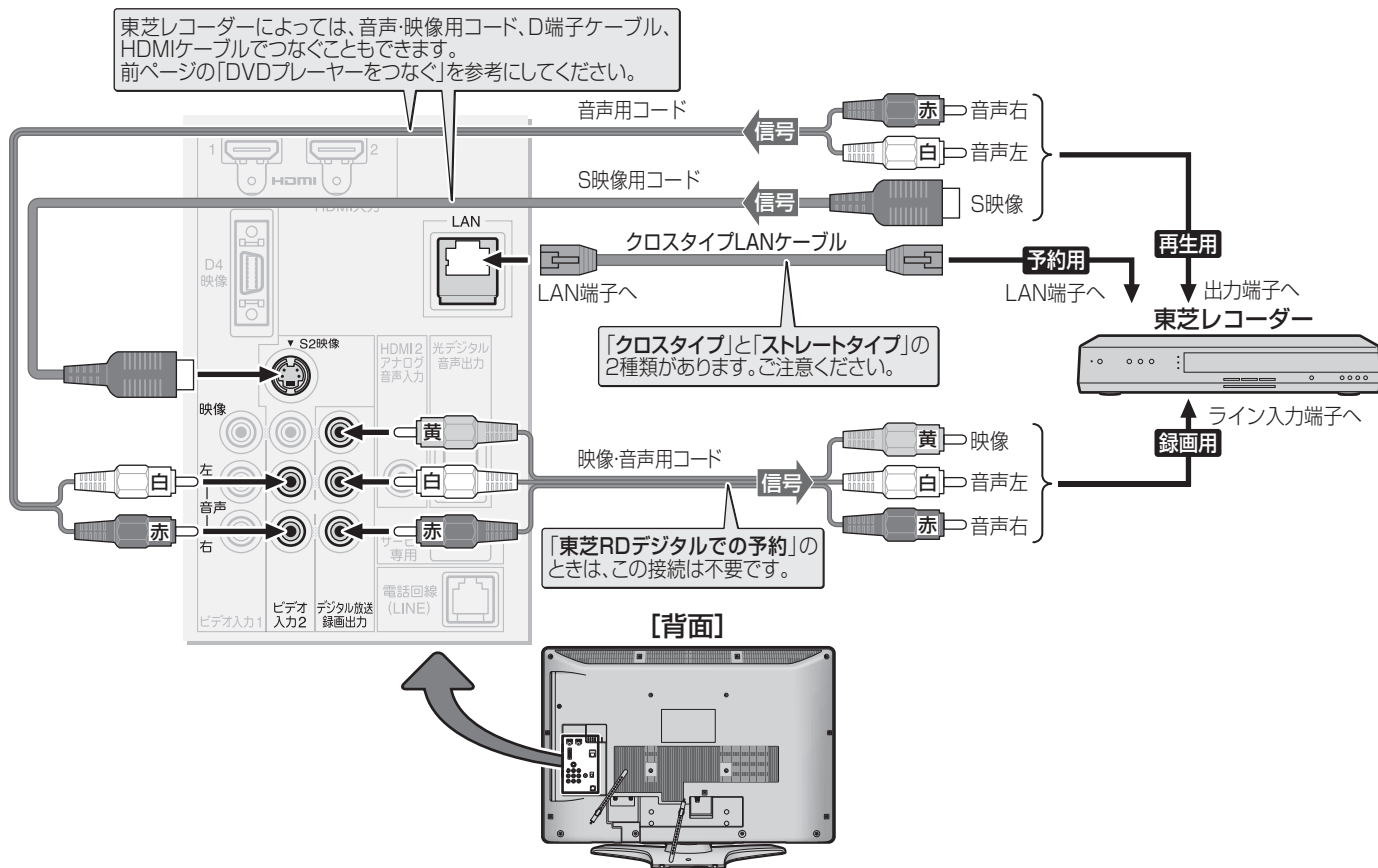 東芝レコーダーによっては、音声・映像用コード、D端子ケーブル、
HDMIケーブルでつなぐこともできます。
前ページの「DVDプレーヤーをつなぐ」を参考にしてください。
音声用コード
信号
赤
音声右
白
音声左
1
2
HDMI
HDMI入力
S映像用コード
信号
S映像
LAN
クロスタイプLANケーブル
予約用
再生用
D4
映像
LAN端子へ
LAN端子へ
出力端子へ
東芝レコーダー
「クロスタイプ」と「ストレートタイプ」の
2種類があります。ご注意ください。
▼ S2映像
HDMI 2
アナログ
音声入力
光デジタル
音声出力
ライン入力端子へ
録画用
映像
黄
映像・音声用コード
信号
黄
映像
左
音声
右
白
白
白
音声左
赤
赤
赤
音声右
専用
「東芝RDデジタルでの予約」の
ときは、この接続は不要です。
電話回線
(LINE)
ビデオ入力1
ビデオ
入力2
デジタル放送
録画出力
[背面]